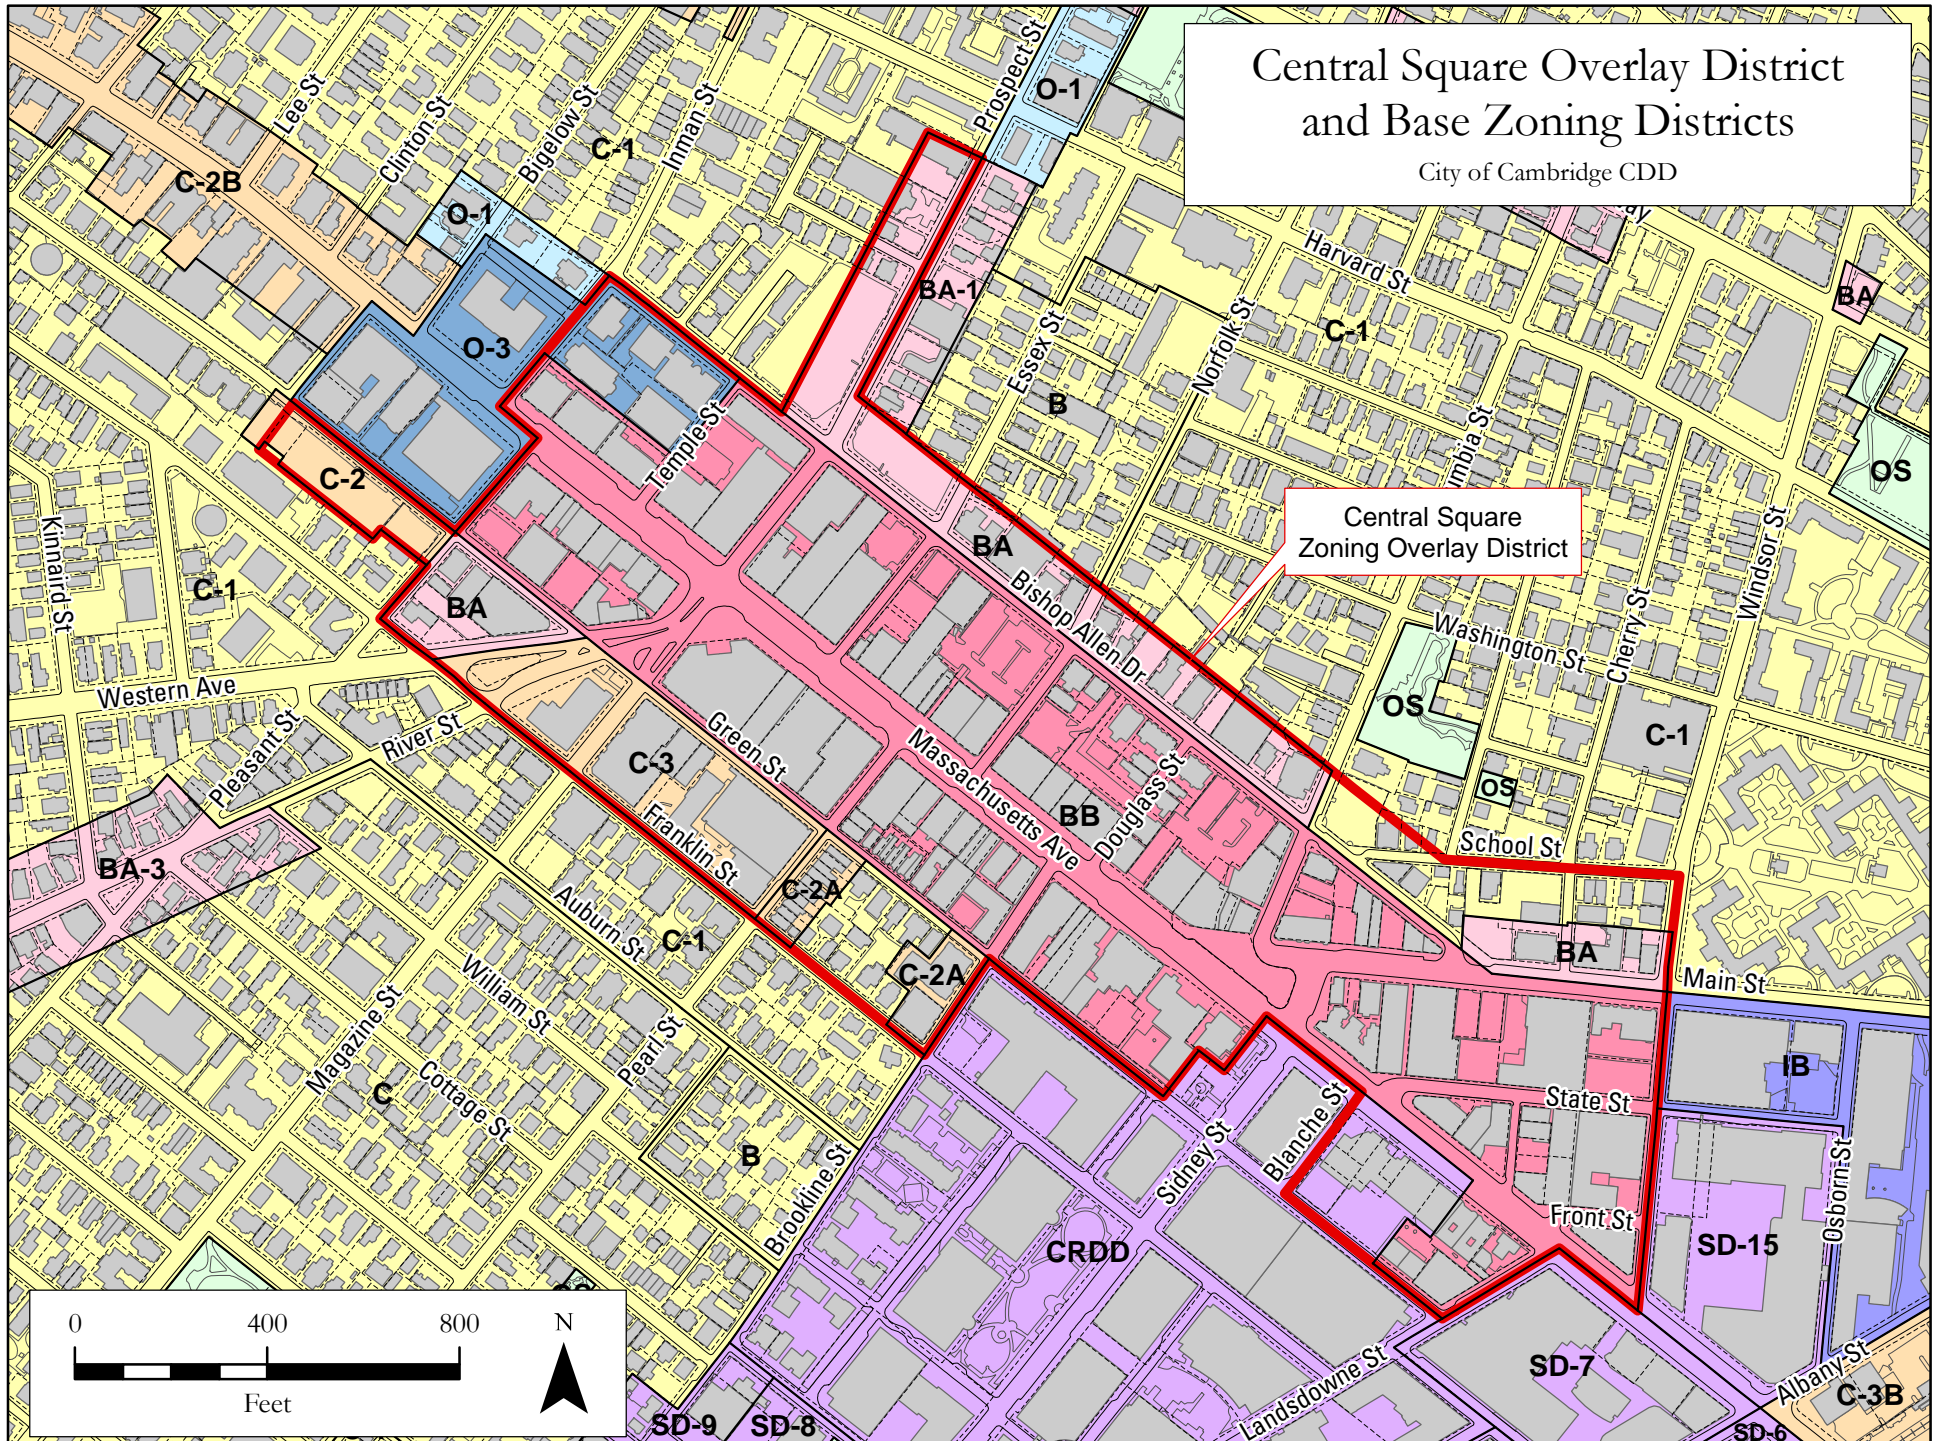 Central Square Overlay District
and Base Zoning Districts
City of Cambridge CDD
Prospect St
O-1
Lee St
Clinton St
Bigelow St
C-1
Inman St
C-2B
O-1
Harvard St
BA-1
BA
C-1
O-3
Essex St
B
Norfolk St
Temple St
C-2
OS
Central Square
Zoning Overlay District
Windsor St
BA
Kinnaird St
C-1
BA
Bishop Allen Dr
Washington St
Cherry St
OS
C-1
Western Ave
Pleasant St
River St
Green St
C-3
Massachusetts Ave
Douglass St
BB
OS
School St
Franklin St
BA-3
C-2A
Auburn St
C-1
C-2A
BA
Main St
William St
Magazine St
Pearl St
IB
C
Cottage St
State St
Blanche St
B
Sidney St
Brookline St
Osborn St
Front St
CRDD
SD-15
0 400 800
Feet
N
Landsdowne St
SD-7
Albany St
C-3B
SD-9
SD-8
SD-6